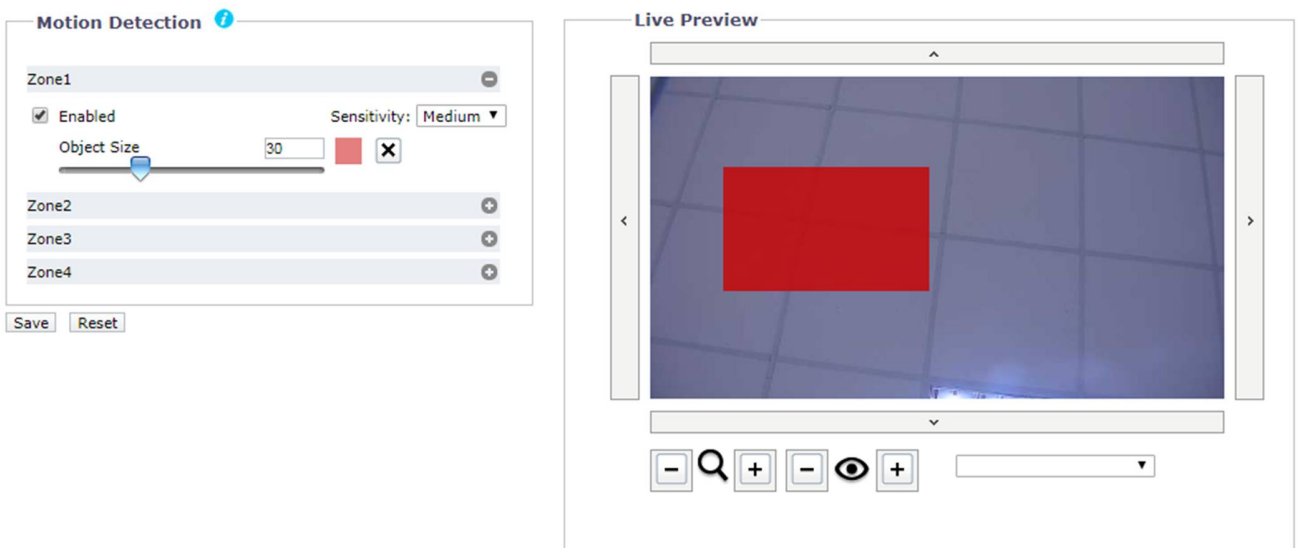 Motion Detection
Zone1
Enabled
Sensitivity: Medium
Object Size 30
Zone2
Zone3
Zone4
Save Reset
Live Preview